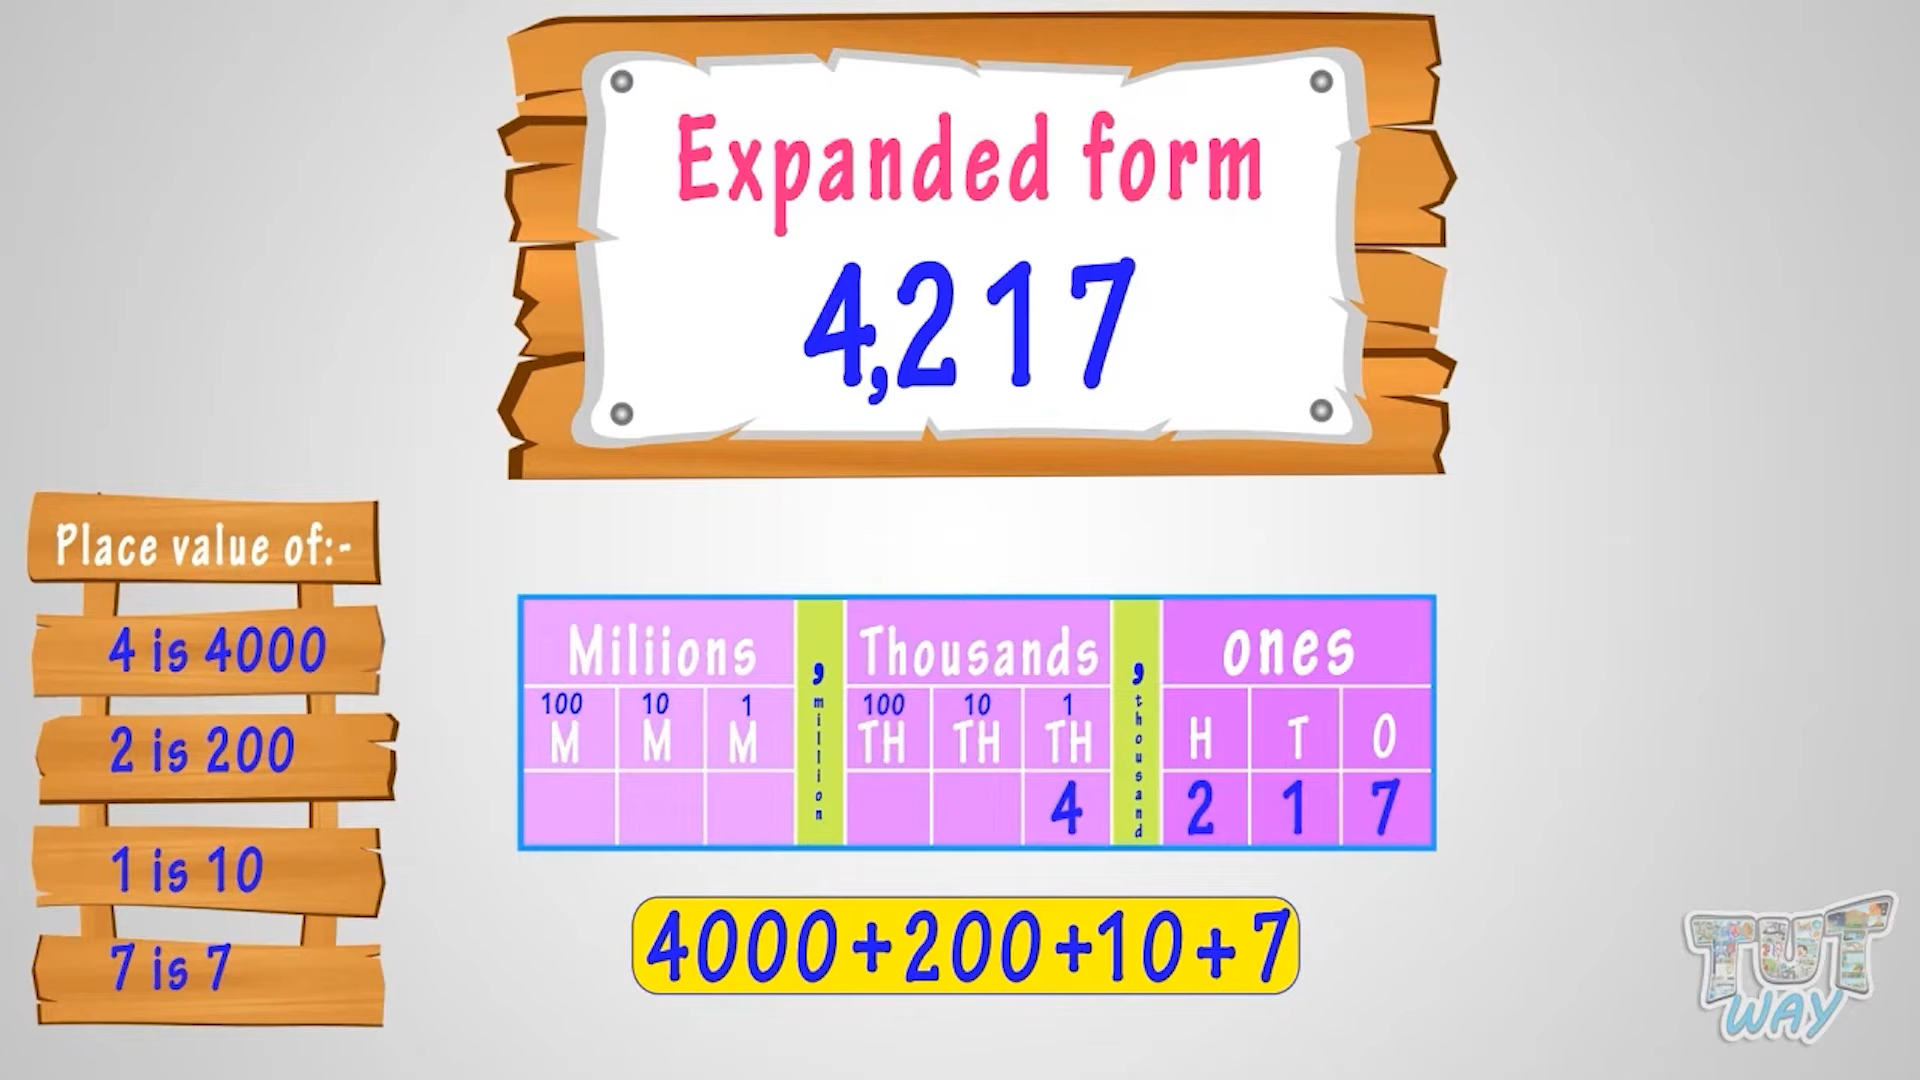 Expanded form
4,217
Place value of:-
4 is 4000
2 is 200
1 is 10
7 is 7
Miliions , Thousands , ones
million
thousand
100 10 1 100 10 1
M M M TH TH TH H T O
4 2 1 7
4000+200+10+7
TUT
WAY